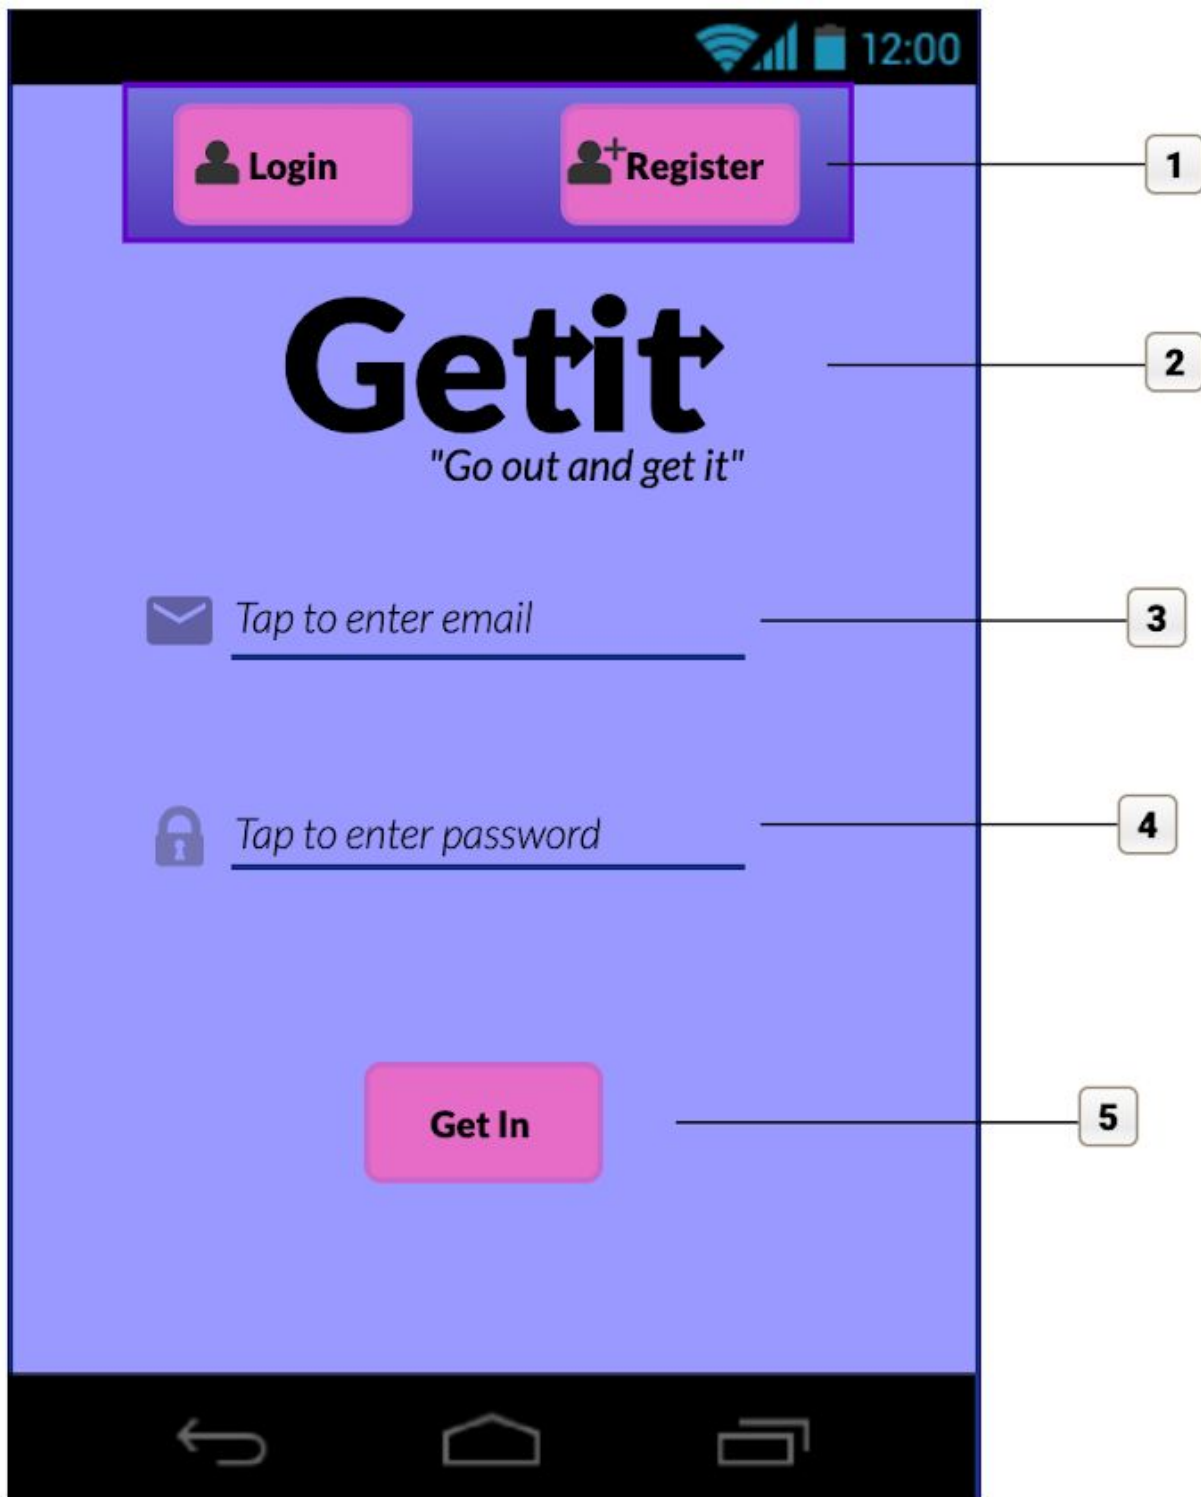 12:00
Login
Register
1
Getit
2
"Go out and get it"
Tap to enter email
3
Tap to enter password
4
Get In
5